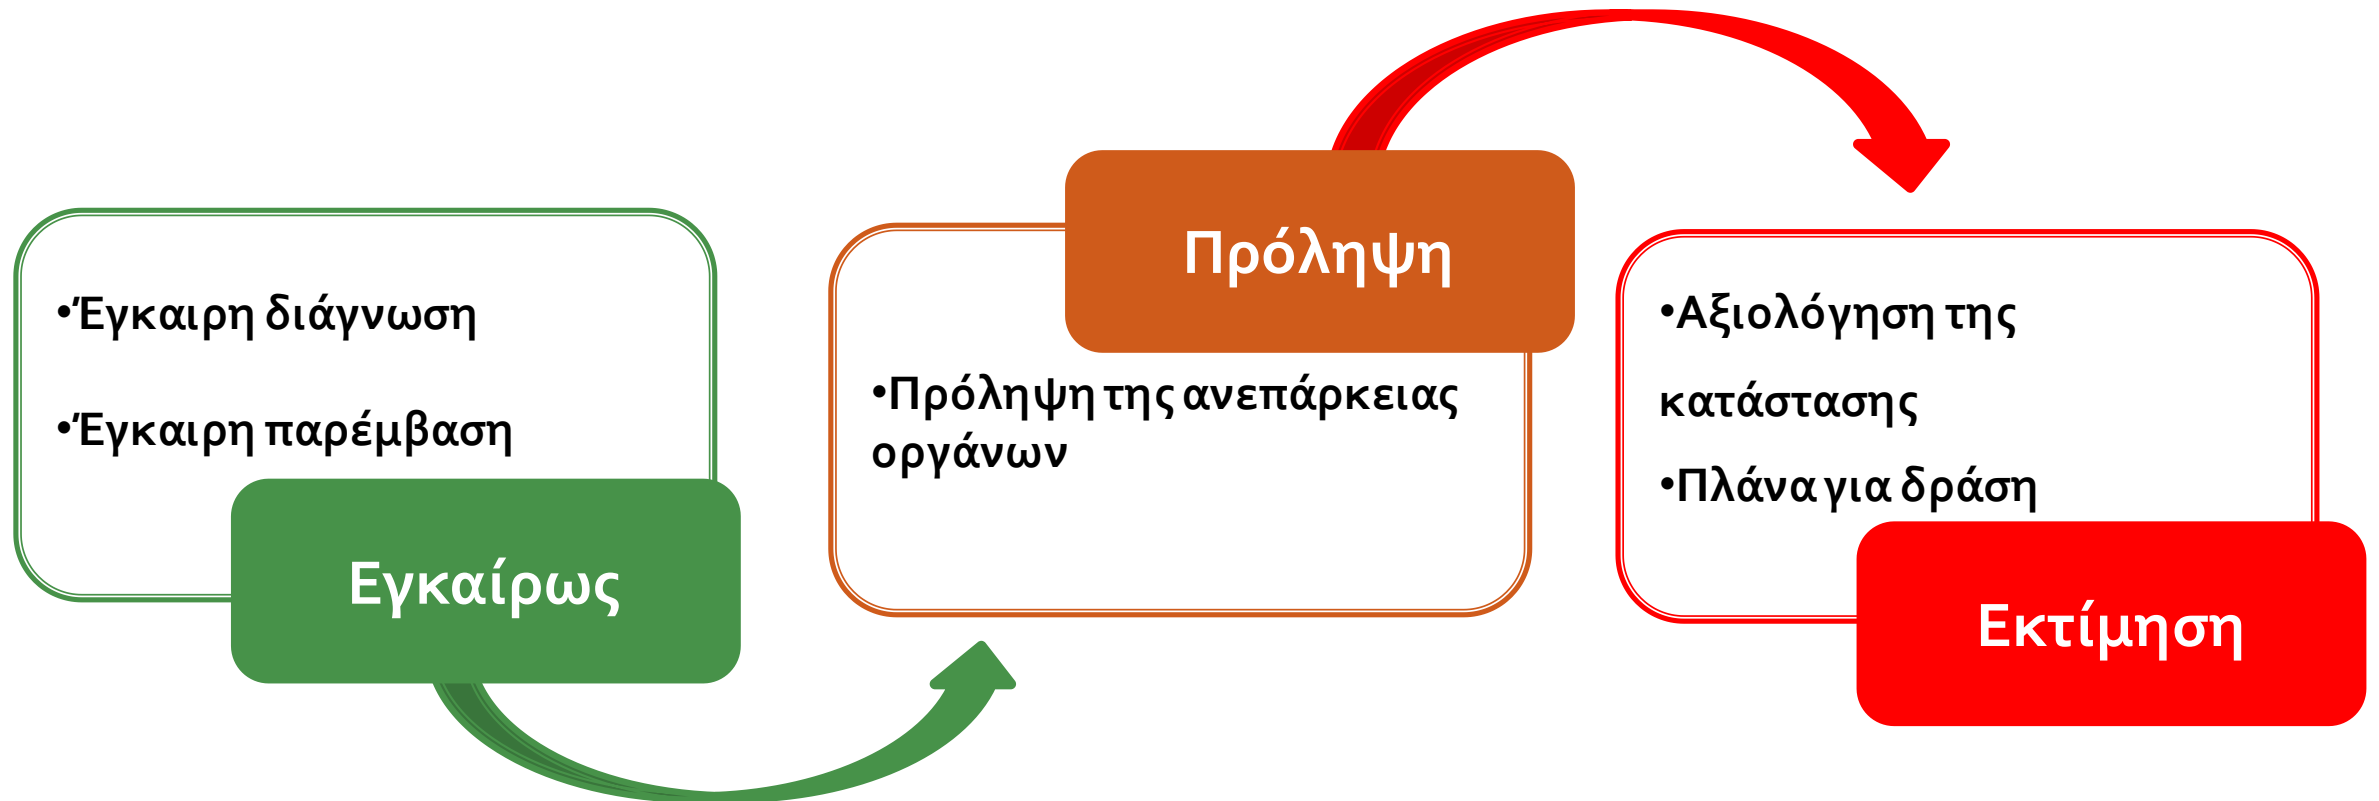 •Έγκαιρη διάγνωση
•Έγκαιρη παρέμβαση
Εγκαίρως
Πρόληψη
•Πρόληψη της ανεπάρκειας
οργάνων
•Αξιολόγηση της
κατάστασης
•Πλάνα για δράση
Εκτίμηση